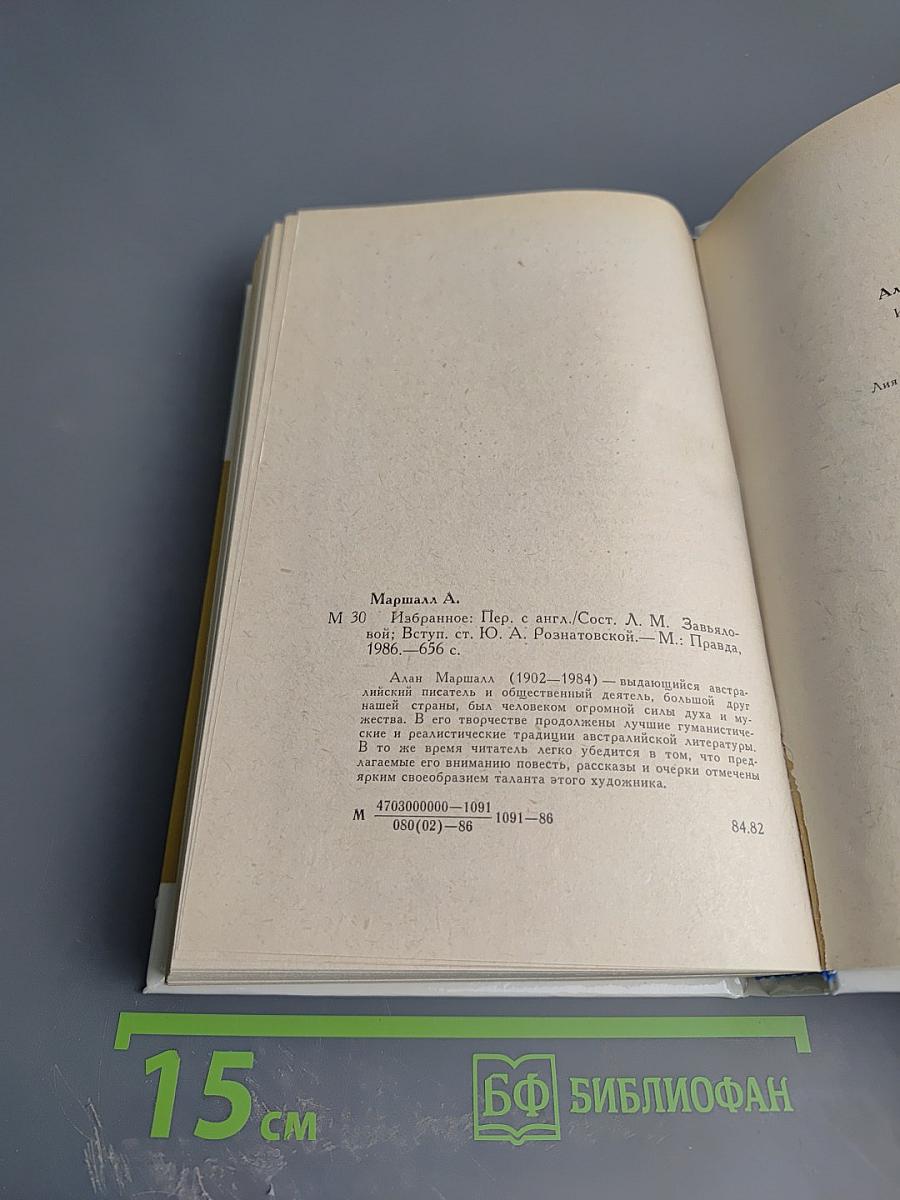 Маршалл А.
М 30 Избранное: Пер. с англ./Сост. Л. М. Завьяло-
вой; Вступ. ст. Ю. А. Рознатовской.— М.: Правда,
1986.—656 с.
Алан Маршалл (1902—1984) — выдающийся австра-
лийский писатель и общественный деятель, большой друг
нашей страны, был человеком огромной силы духа и му-
жества. В его творчестве продолжены лучшие гуманистиче-
ские и реалистические традиции австралийской литературы.
В то же время читатель легко убедится в том, что пред-
лагаемые его вниманию повесть, рассказы и очерки отмечены
ярким своеобразием таланта этого художника.
М 4703000000—1091
080(02)—86 1091—86
84.82
Лия
15 см
БФ БИБЛИОФАН